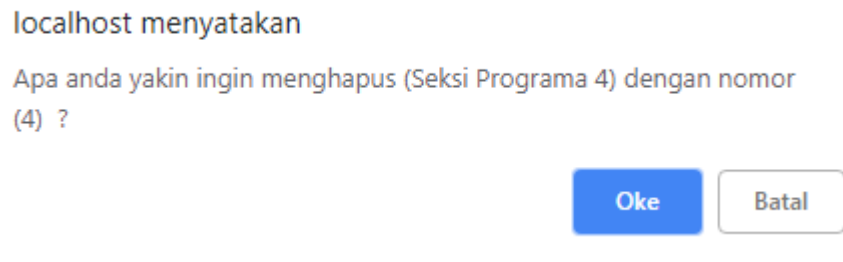 localhost menyatakan
Apa anda yakin ingin menghapus (Seksi Programa 4) dengan nomor
(4) ?
Oke Batal